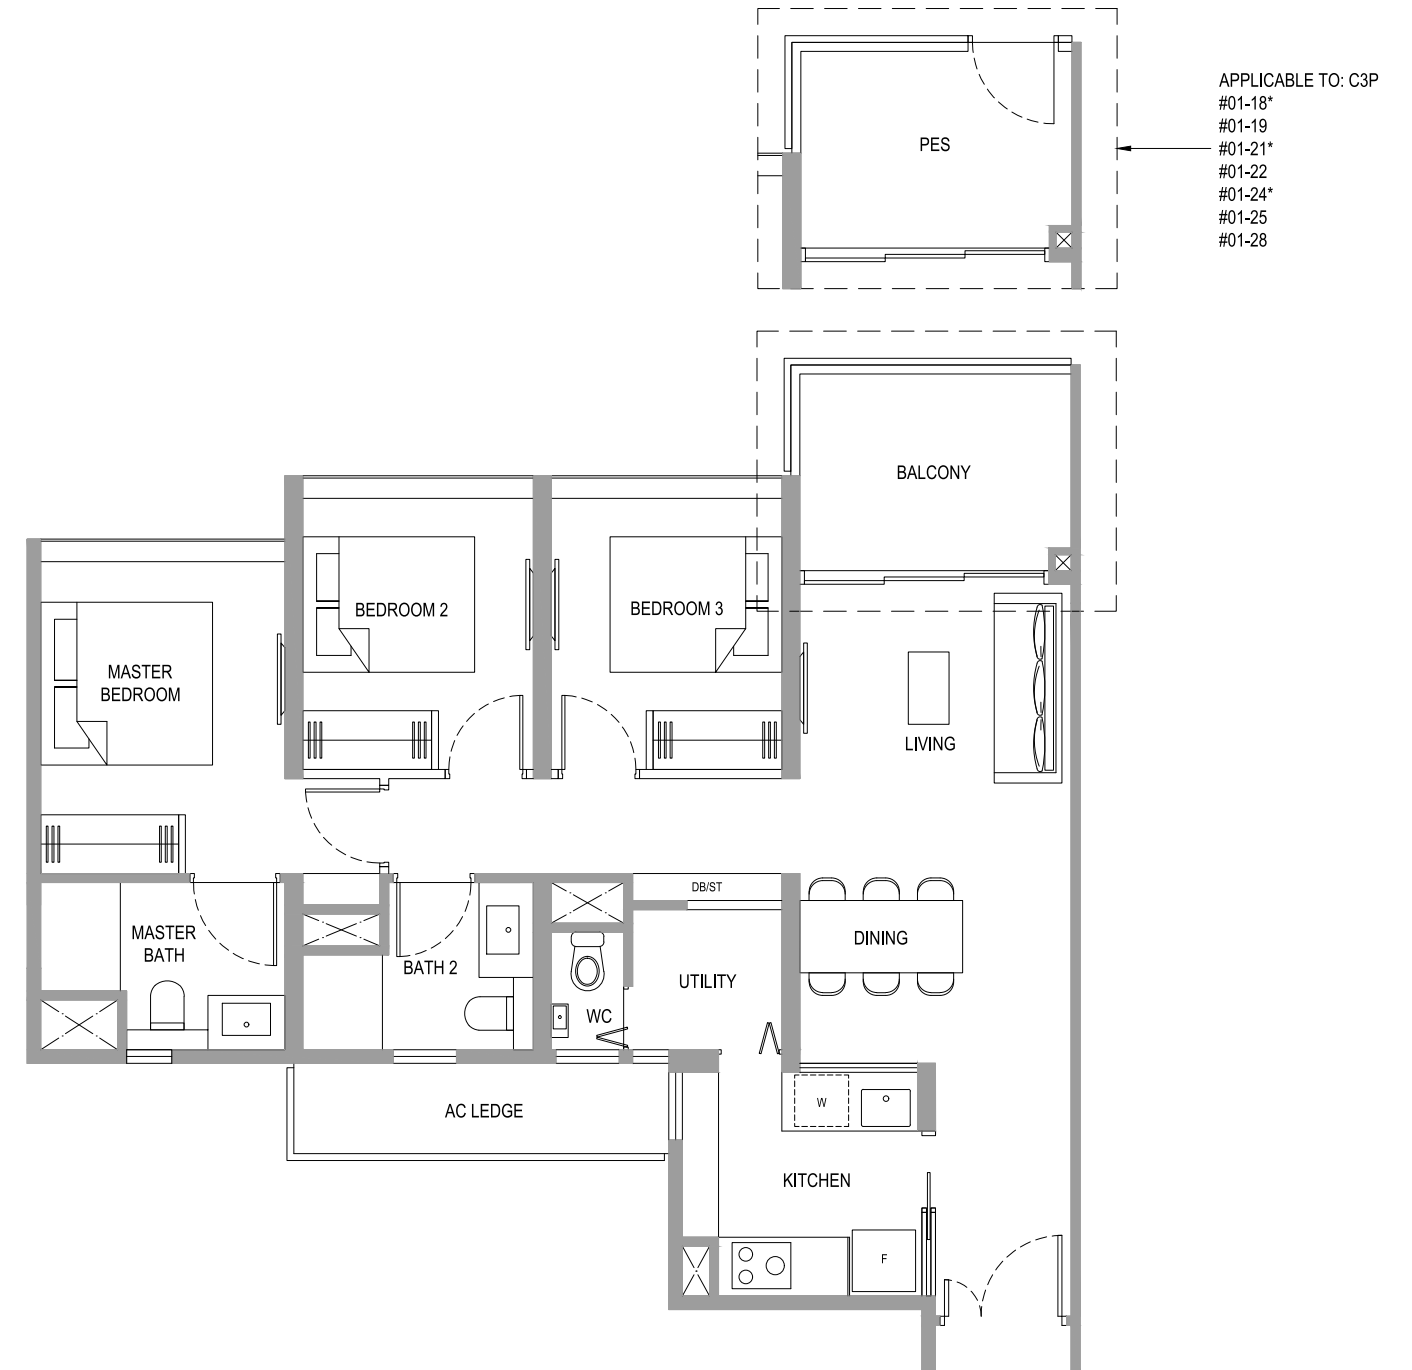 APPLICABLE TO: C3P
#01-18*
#01-19
#01-21*
#01-22
#01-24*
#01-25
#01-28
PES
BALCONY
BEDROOM 2
BEDROOM 3
MASTER
BEDROOM
LIVING
DB/ST
MASTER
BATH
BATH 2
DINING
UTILITY
WC
AC LEDGE
W
KITCHEN
F